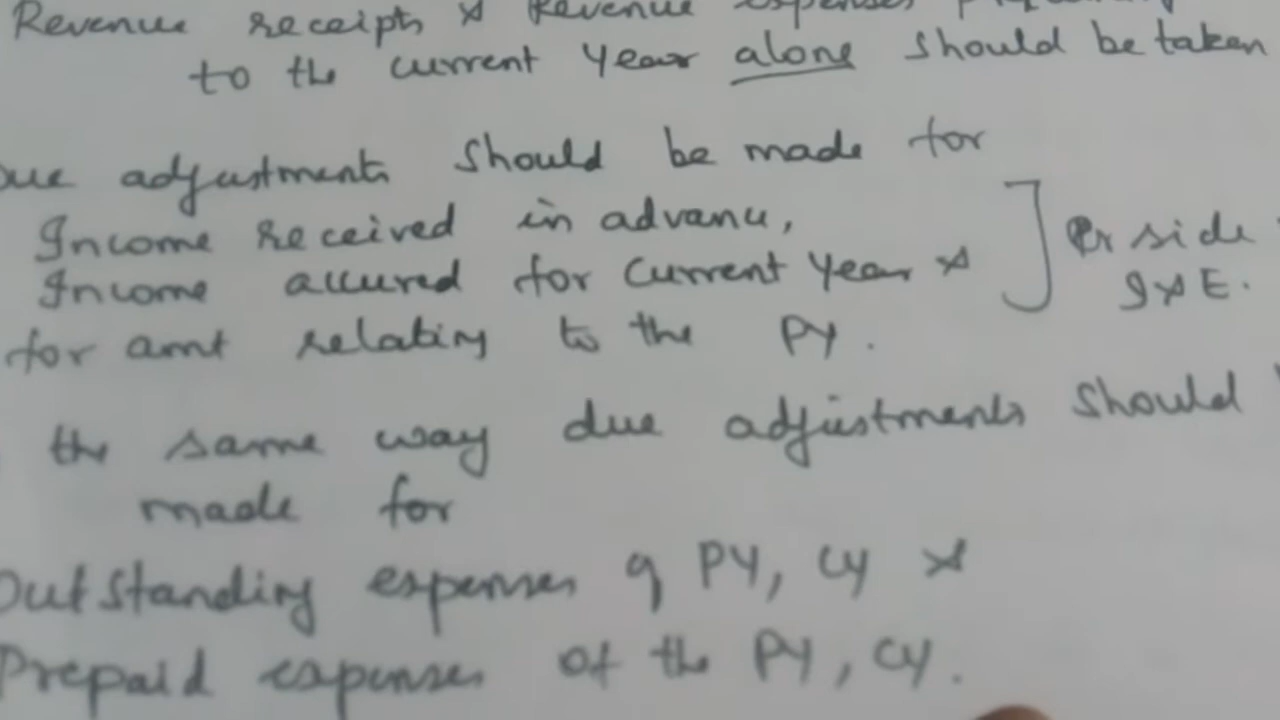 Revenue receipts & Revenue expenses
to the current year alone should be taken
Due adjustments should be made for
Income received in advance,
Income accured for current year & ] Cr side
I & E.
for amt relating to the PY.
the same way due adjustments should
made for
Outstanding expenses of PY, CY &
Prepaid expenses of the PY, CY.